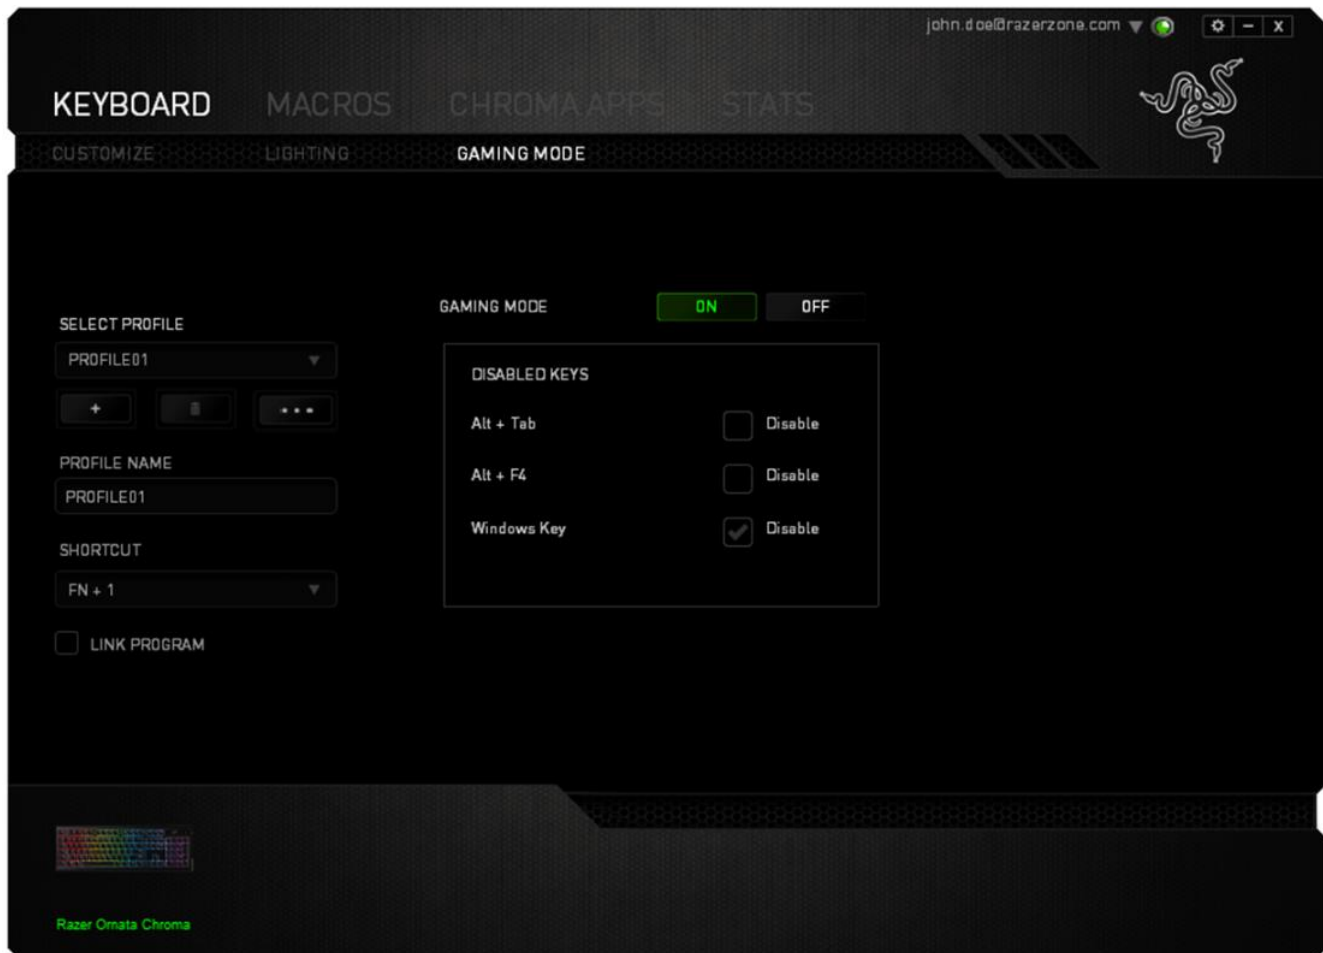 john.doe@razerzone.com
KEYBOARD MACROS CHROMA APPS STATS
CUSTOMIZE LIGHTING GAMING MODE
SELECT PROFILE
PROFILE01
PROFILE NAME
PROFILE01
SHORTCUT
FN + 1
LINK PROGRAM
GAMING MODE ON OFF
DISABLED KEYS
Alt + Tab Disable
Alt + F4 Disable
Windows Key Disable
Razer Ornata Chroma